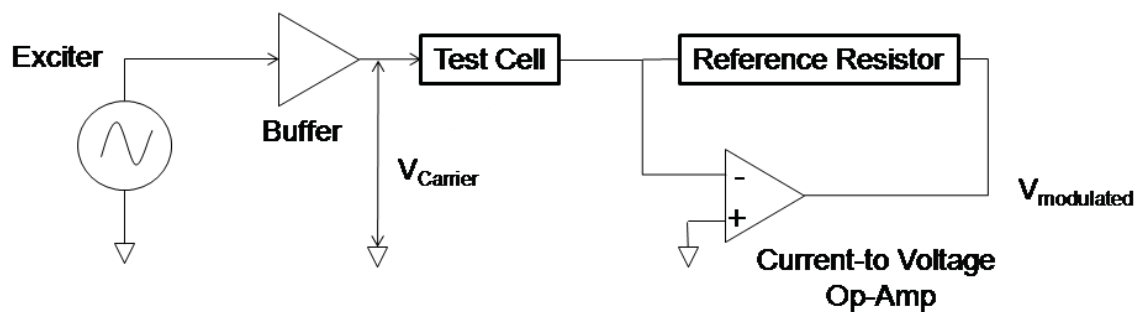 Exciter
Buffer
Test Cell
Reference Resistor
VCarrier
-
+
Vmodulated
Current-to Voltage
Op-Amp